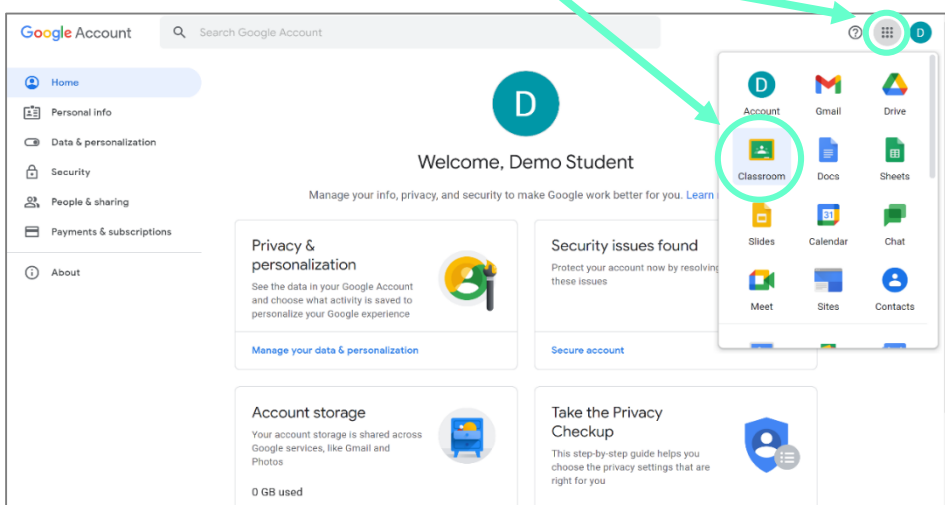 Google Account
Search Google Account
D
Home
Personal info
Data & personalization
Security
People & sharing
Payments & subscriptions
About
D
Welcome, Demo Student
Manage your info, privacy, and security to make Google work better for you. Learn
Privacy &
personalization
See the data in your Google Account
and choose what activity is saved to
personalize your Google experience
Manage your data & personalization
Security issues found
Protect your account now by resolving
these issues
Secure account
Account storage
Your account storage is shared across
Google services, like Gmail and
Photos
0 GB used
Take the Privacy
Checkup
This step-by-step guide helps you
choose the privacy settings that are
right for you
D
Account Gmail Drive
Classroom Docs Sheets
31
Slides Calendar Chat
Meet Sites Contacts